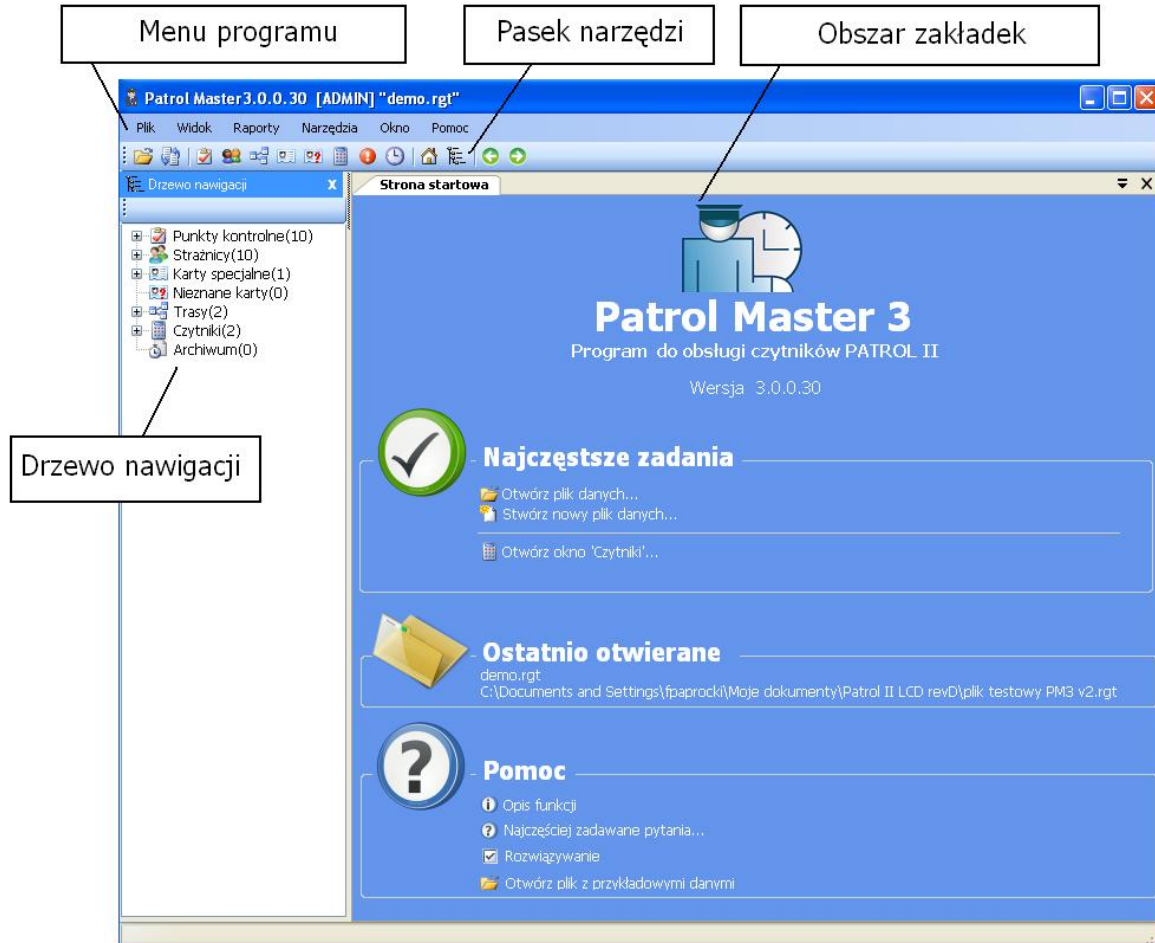 Menu programu
Pasek narzędzi
Obszar zakładek
Patrol Master3.0.0.30 [ADMIN] "demo.rgt"
Plik Widok Raporty Narzędzia Okno Pomoc
Drzewo nawigacji x
Strona startowa
Punkty kontrolne(10)
Strażnicy(10)
Karty specjalne(1)
Nieznane karty(0)
Trasy(2)
Czytniki(2)
Archiwum(0)
Drzewo nawigacji
Patrol Master 3
Program do obsługi czytników PATROL II
Wersja 3.0.0.30
Najczęstsze zadania
Otwórz plik danych...
Stwórz nowy plik danych...
Otwórz okno 'Czytniki'...
Ostatnio otwierane
demo.rgt
C:\Documents and Settings\fpaprocki\Moje dokumenty\Patrol II LCD revD\plik testowy PM3 v2.rgt
Pomoc
Opis funkcji
Najczęściej zadawane pytania...
Rozwiązywanie
Otwórz plik z przykładowymi danymi